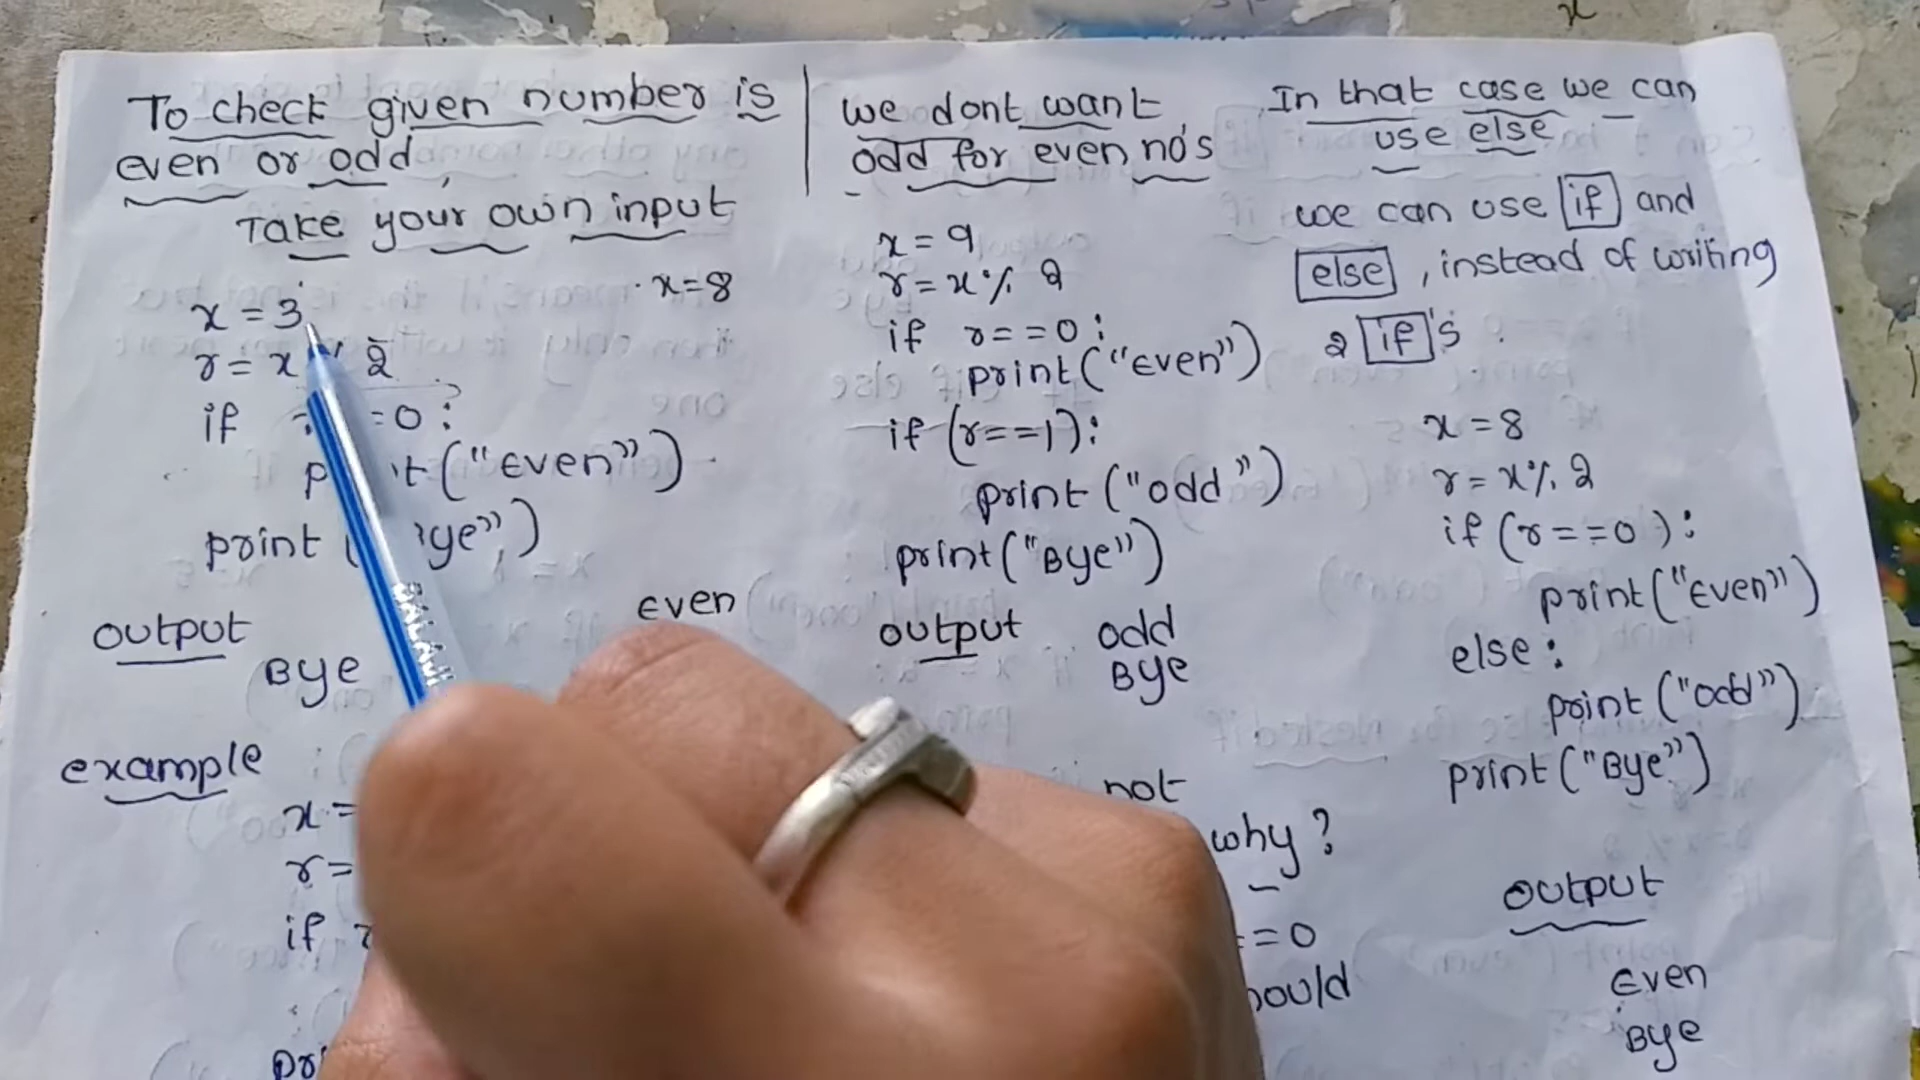 To check given number is
even or odd,
Take your own input
x = 3
x=8
r = x 2
if =0 :
("Even")
print
output
Bye
Even
example
x =
r =
if
we dont want
odd for even no's
x = 9
r = x % 2
if r==0 :
print("Even")
if (r==1):
print ("odd")
print("Bye")
output odd
Bye
not
why?
==0
In that case we can
use else
we can use if and
else , instead of writing
2 if's
x = 8
r = x % 2
if (r==0):
print("Even")
else :
print ("odd")
print("Bye")
output
Even
Bye